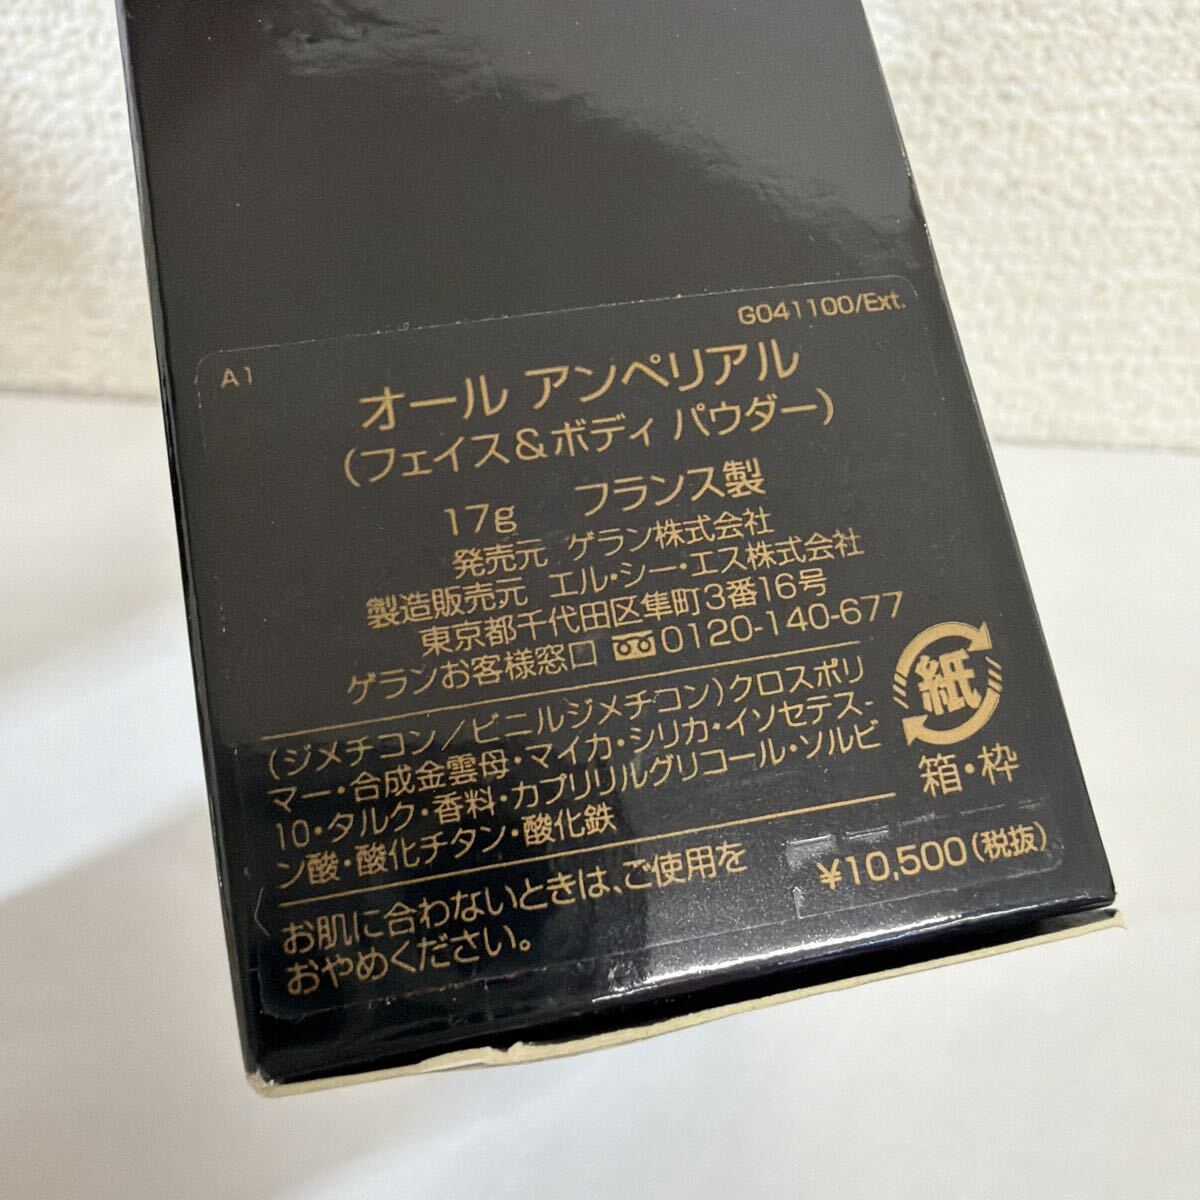 G041100/Ext.
A1
オール アンペリアル
(フェイス&ボディ パウダー)
17g フランス製
発売元 ゲラン株式会社
製造販売元 エル・シー・エス株式会社
東京都千代田区隼町3番16号
ゲランお客様窓口 0120-140-677
(ジメチコン/ビニルジメチコン)クロスポリ
マー・合成金雲母・マイカ・シリカ・イソセテス-
10・タルク・香料・カプリリルグリコール・ソルビ
ン酸・酸化チタン・酸化鉄
紙
箱・枠
¥10,500(税抜)
お肌に合わないときは、ご使用を
おやめください。